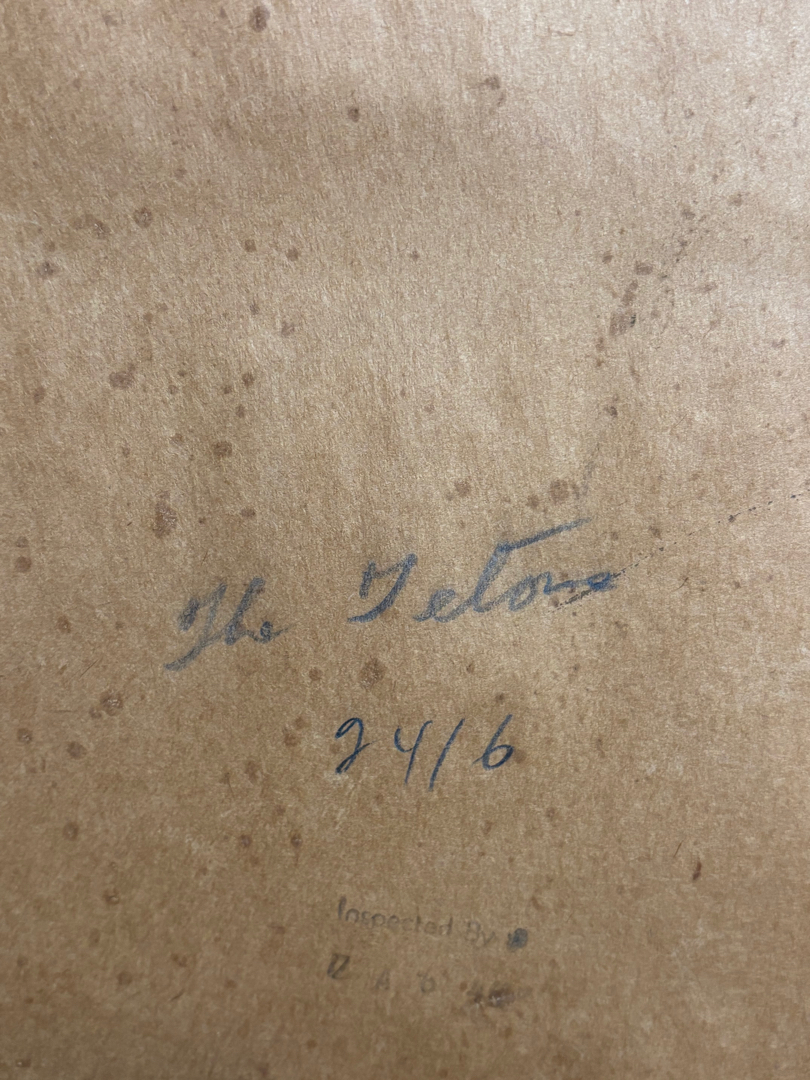 The Tetons
24/6
Inspected By